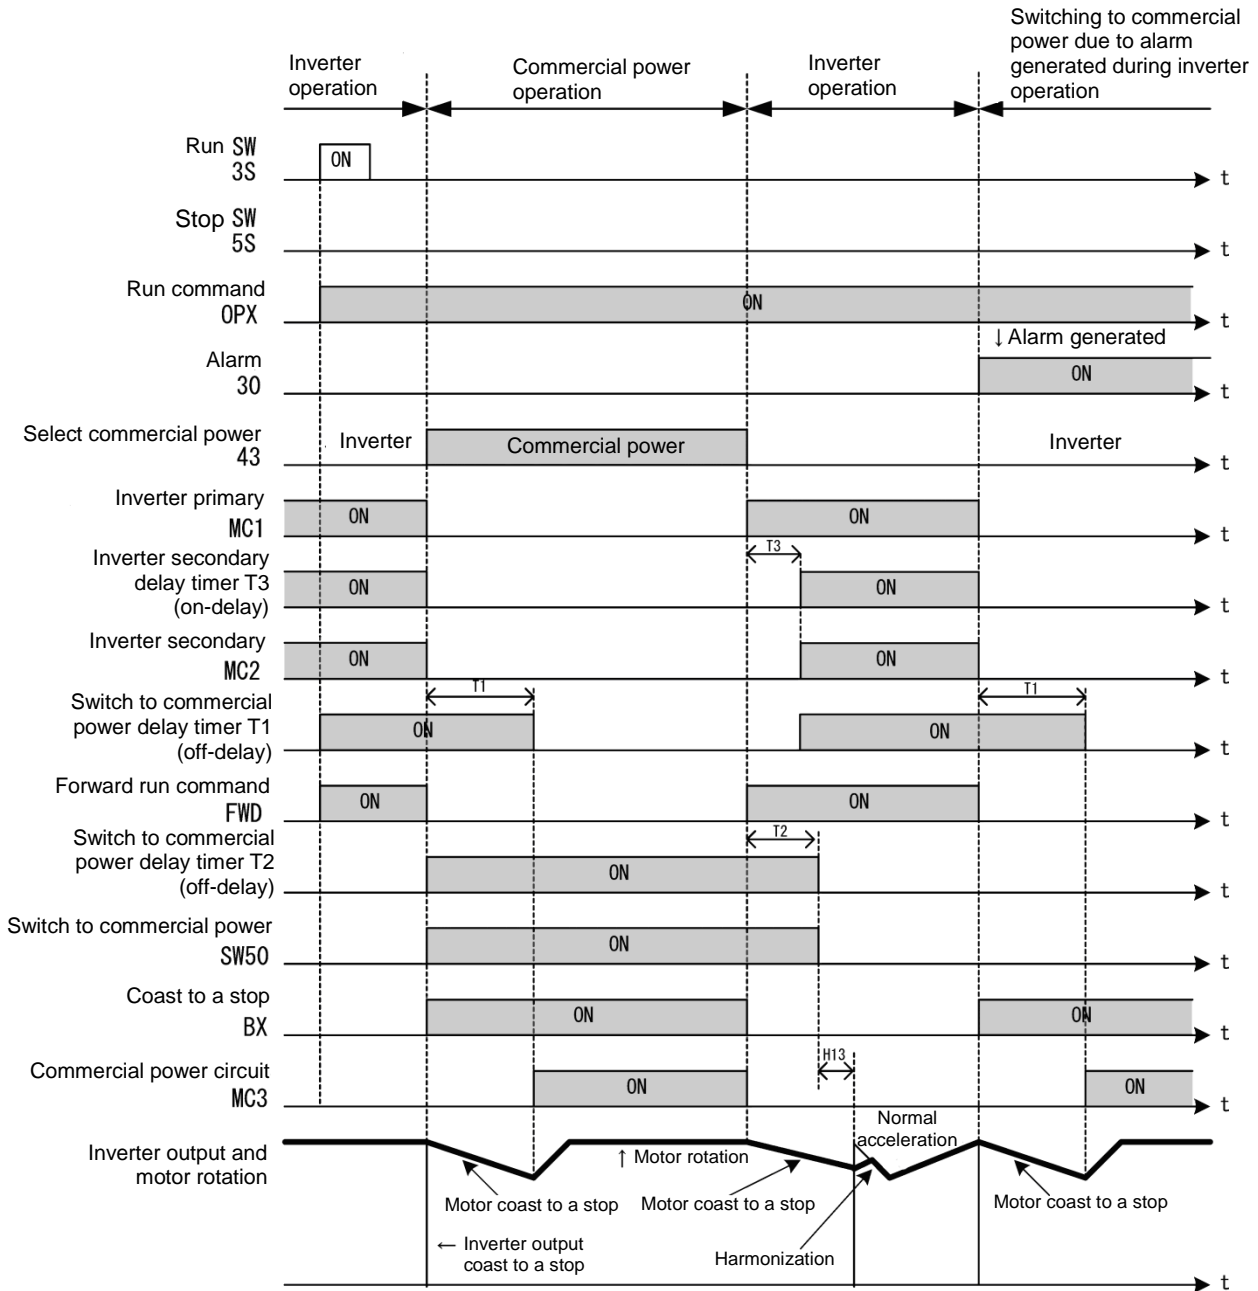 Switching to commercial
power due to alarm
generated during inverter
operation
Inverter
operation
Commercial power
operation
Inverter
operation
Run SW
3S
ON
t
Stop SW
5S
t
Run command
OPX
ON
t
↓Alarm generated
Alarm
30
ON
t
Select commercial power
43
Inverter
Commercial power
Inverter
t
Inverter primary
MC1
ON
ON
t
Inverter secondary
delay timer T3
(on-delay)
ON
T3
ON
t
Inverter secondary
MC2
ON
ON
t
Switch to commercial
power delay timer T1
(off-delay)
T1
ON
ON
T1
t
Forward run command
FWD
ON
ON
t
Switch to commercial
power delay timer T2
(off-delay)
T2
ON
t
Switch to commercial power
SW50
ON
t
Coast to a stop
BX
ON
ON
t
H13
Commercial power circuit
MC3
ON
ON
t
Normal
acceleration
Inverter output and
motor rotation
↑ Motor rotation
Motor coast to a stop
Motor coast to a stop
Motor coast to a stop
← Inverter output
coast to a stop
Harmonization
t